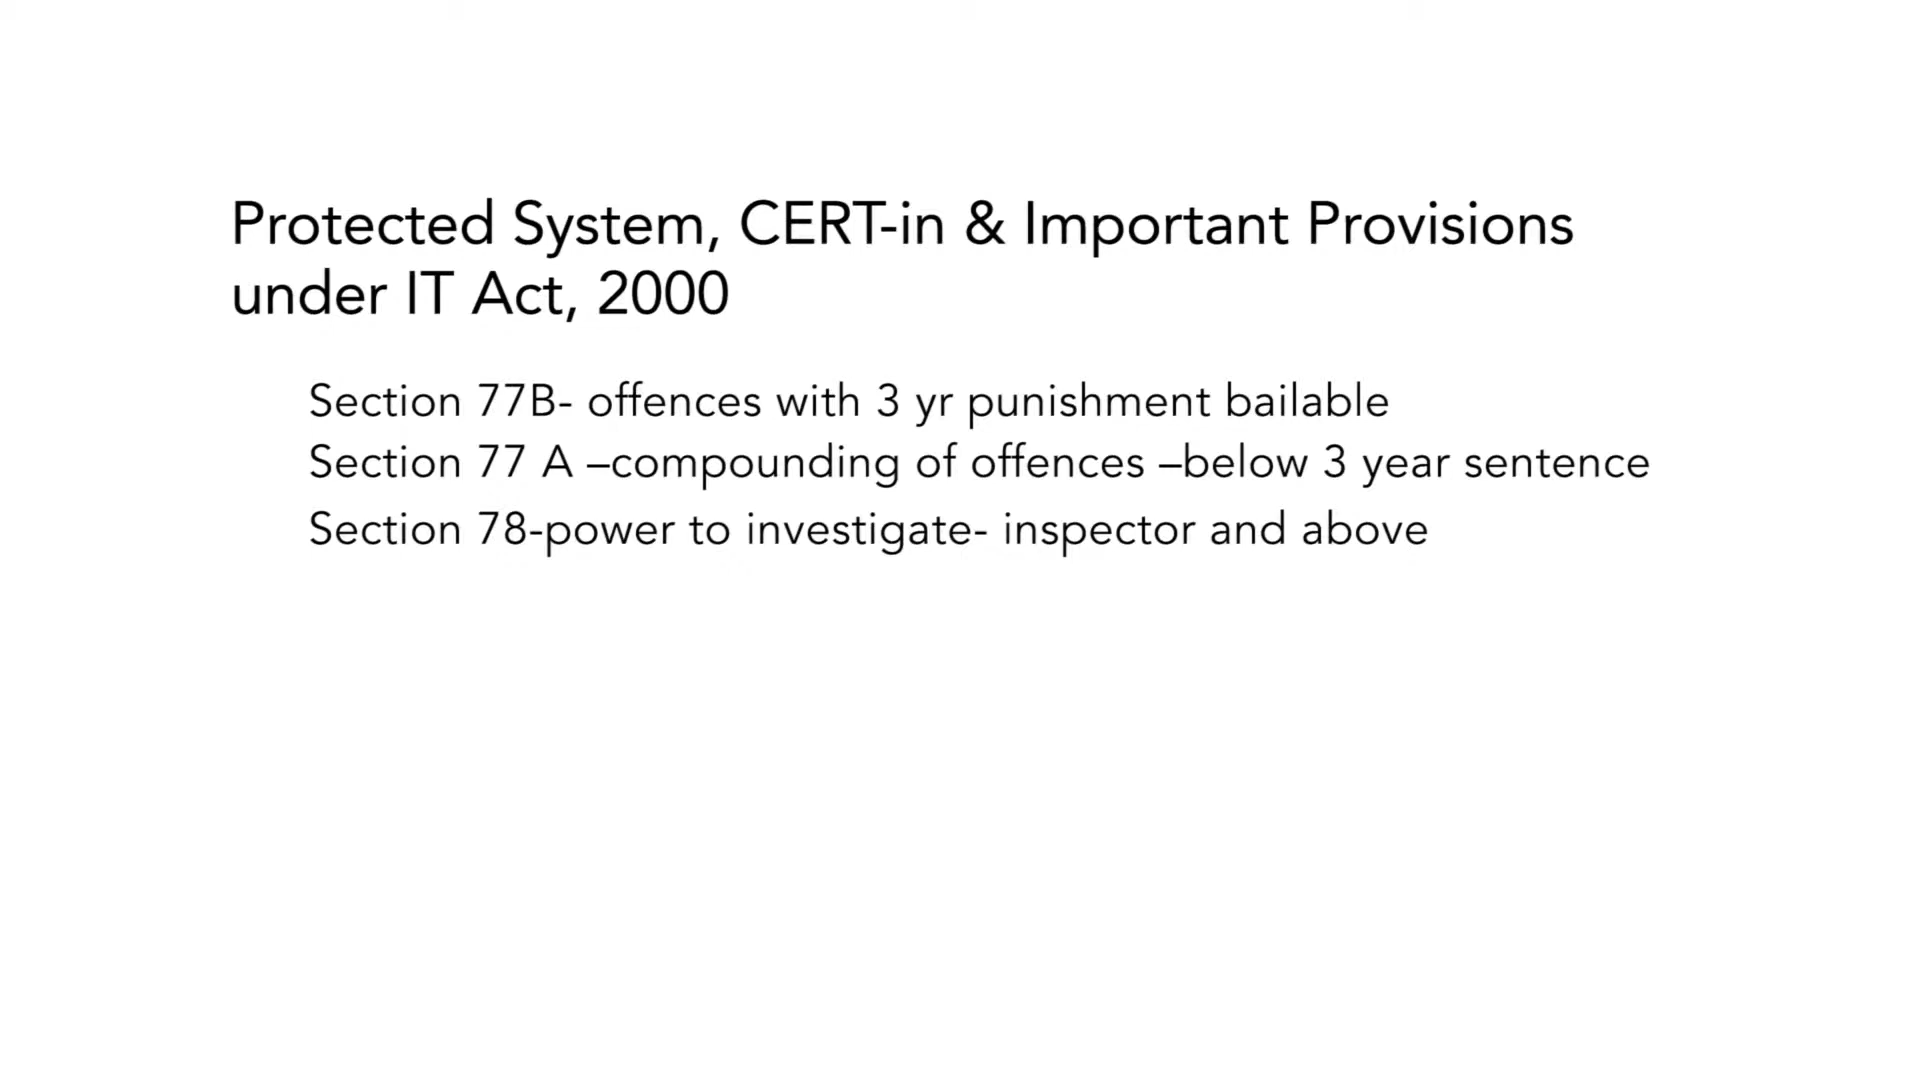 Protected System, CERT-in & Important Provisions
under IT Act, 2000
Section 77B- offences with 3 yr punishment bailable
Section 77 A –compounding of offences –below 3 year sentence
Section 78-power to investigate- inspector and above